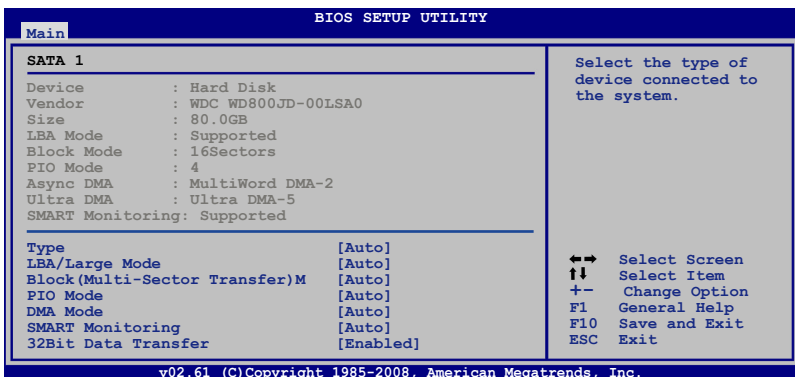 BIOS SETUP UTILITY
Main
SATA 1
Device : Hard Disk
Vendor : WDC WD800JD-00LSA0
Size : 80.0GB
LBA Mode : Supported
Block Mode : 16Sectors
PIO Mode : 4
Async DMA : MultiWord DMA-2
Ultra DMA : Ultra DMA-5
SMART Monitoring: Supported
Type [Auto]
LBA/Large Mode [Auto]
Block(Multi-Sector Transfer)M [Auto]
PIO Mode [Auto]
DMA Mode [Auto]
SMART Monitoring [Auto]
32Bit Data Transfer [Enabled]
Select the type of
device connected to
the system.
←→ Select Screen
↑↓ Select Item
+- Change Option
F1 General Help
F10 Save and Exit
ESC Exit
v02.61 (C)Copyright 1985-2008, American Megatrends, Inc.